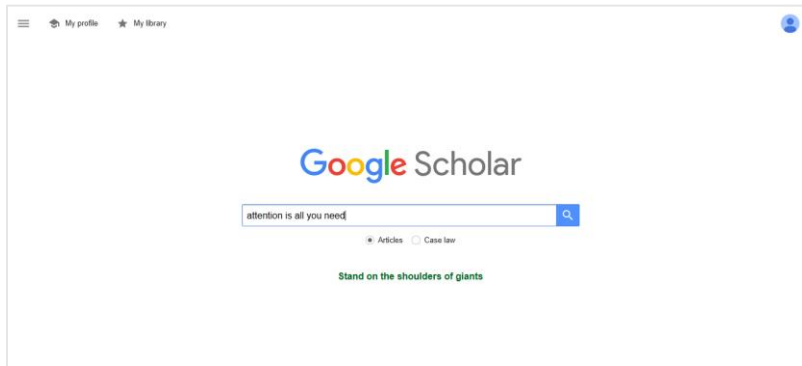 My profile My library
Google Scholar
attention is all you need
Articles Case law
Stand on the shoulders of giants